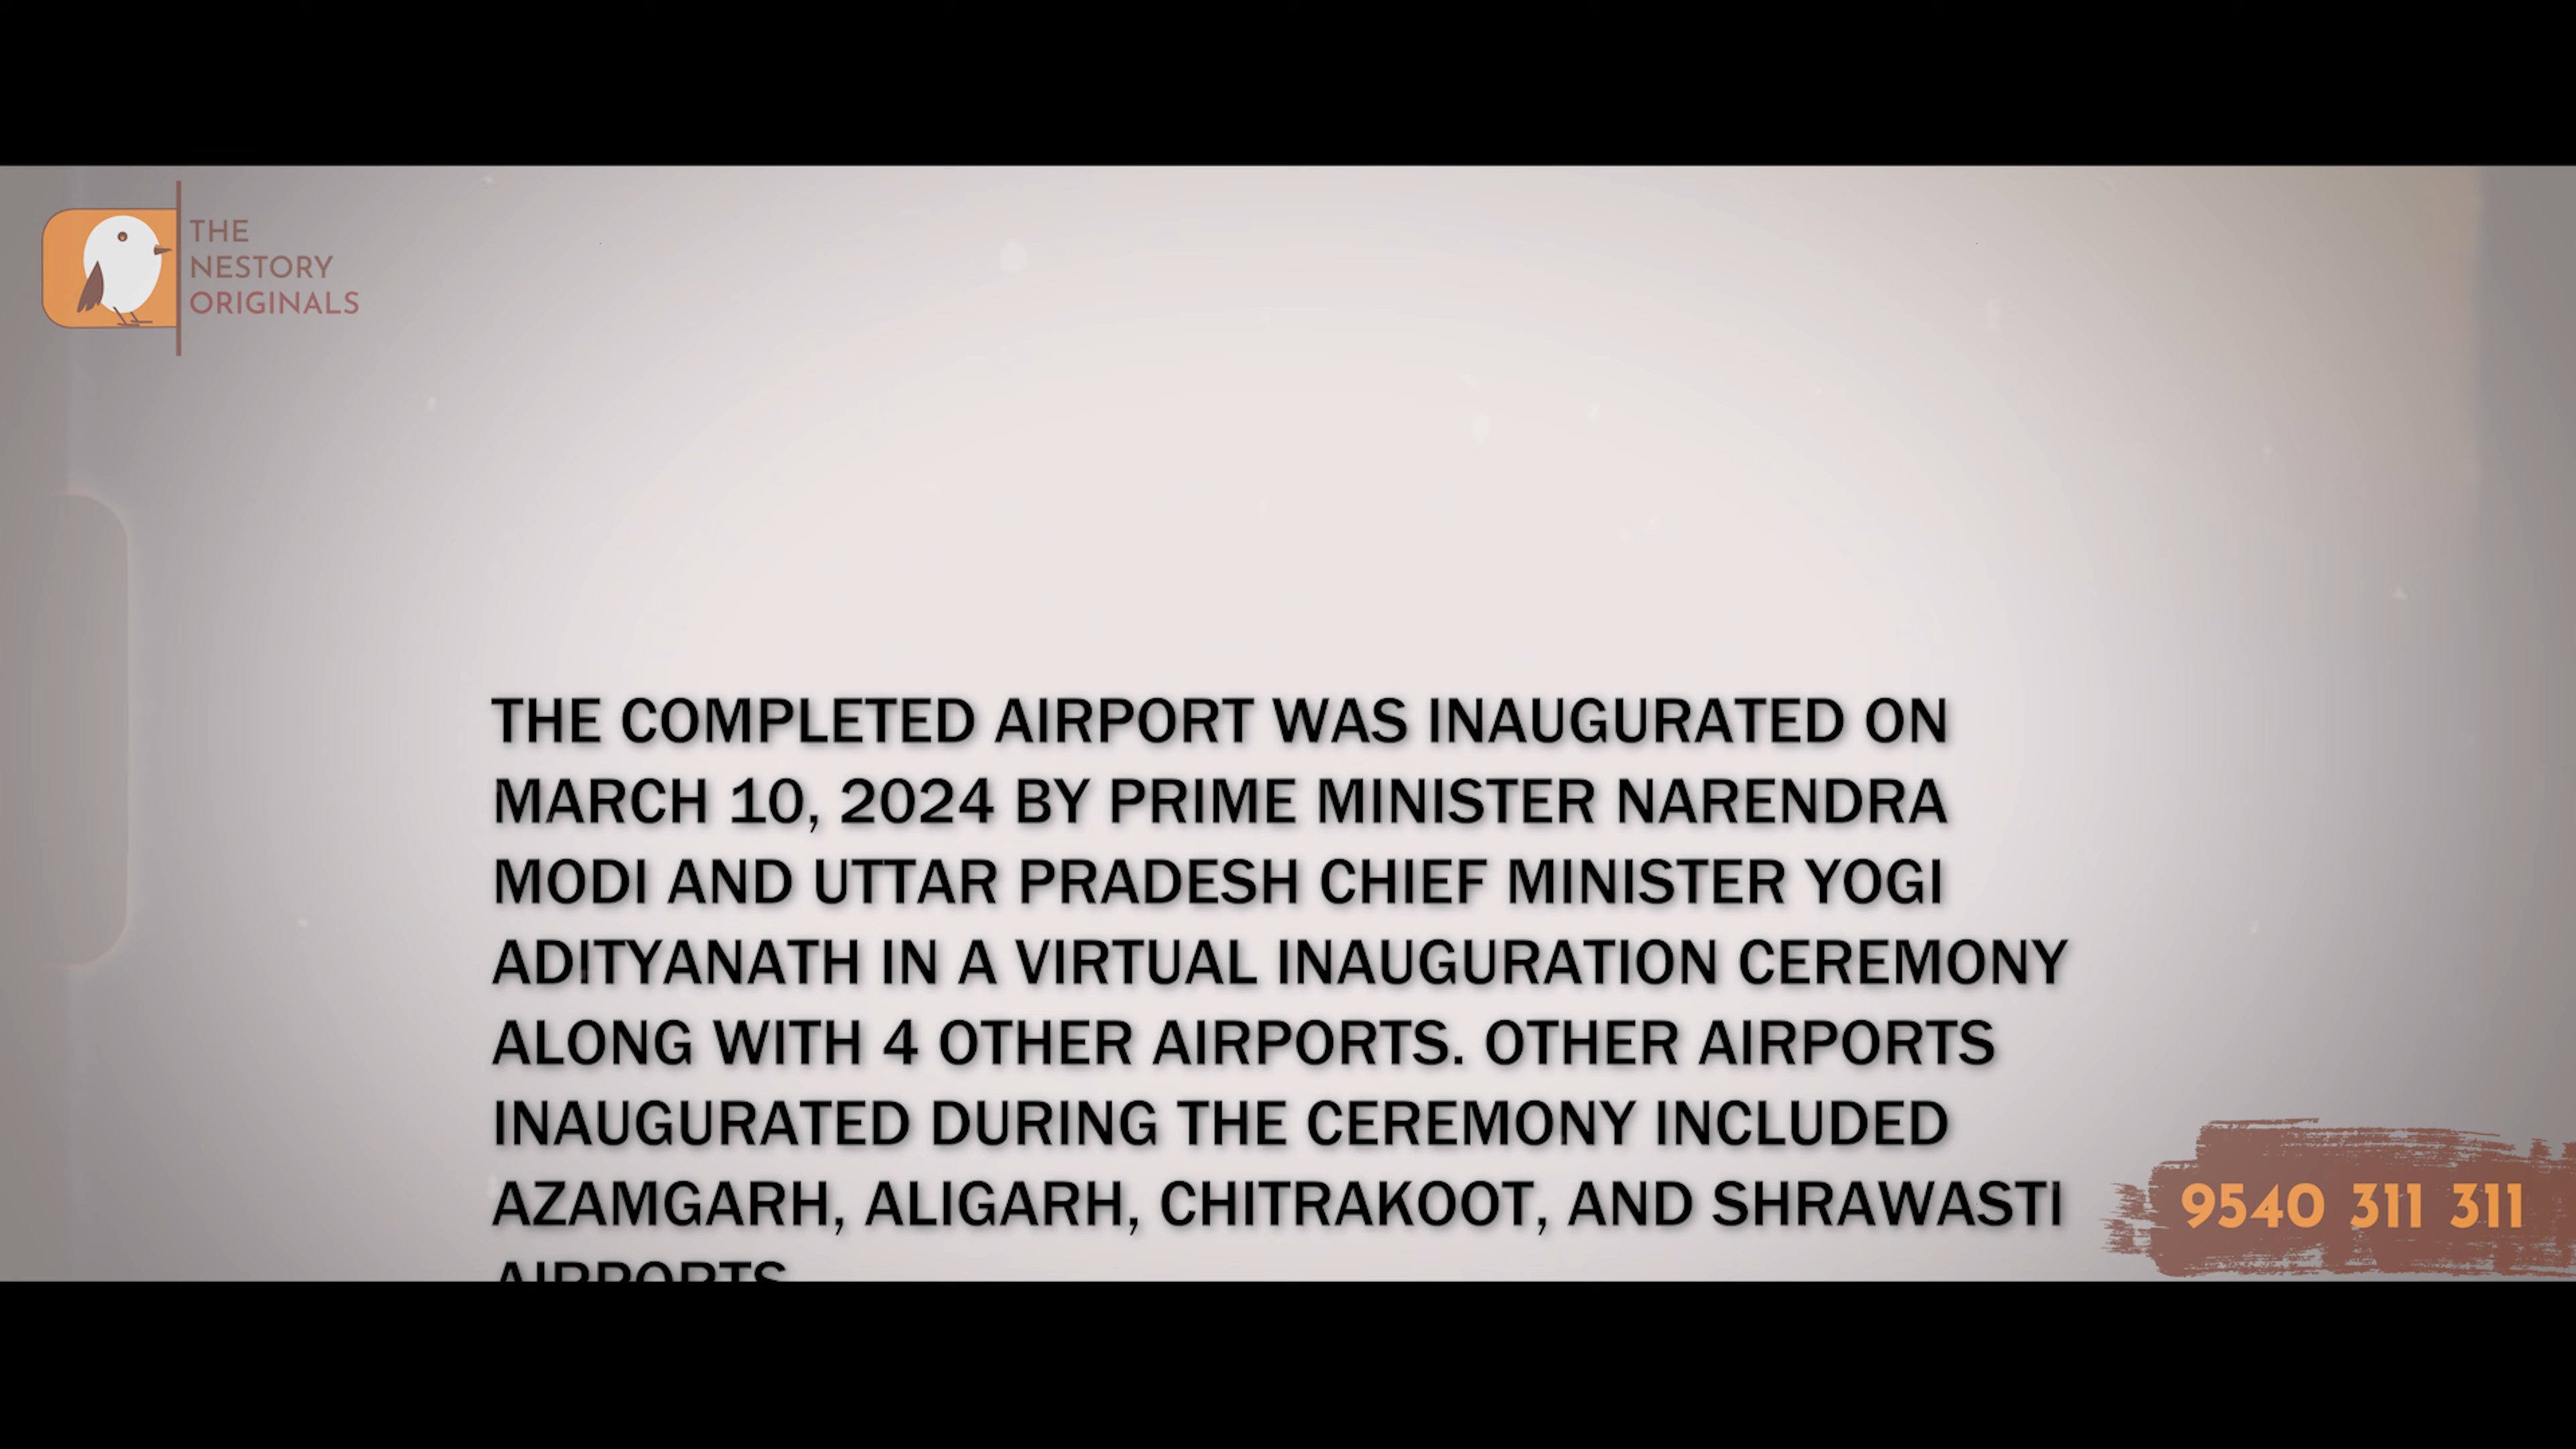 THE
NESTORY
ORIGINALS
THE COMPLETED AIRPORT WAS INAUGURATED ON
MARCH 10, 2024 BY PRIME MINISTER NARENDRA
MODI AND UTTAR PRADESH CHIEF MINISTER YOGI
ADITYANATH IN A VIRTUAL INAUGURATION CEREMONY
ALONG WITH 4 OTHER AIRPORTS. OTHER AIRPORTS
INAUGURATED DURING THE CEREMONY INCLUDED
AZAMGARH, ALIGARH, CHITRAKOOT, AND SHRAWASTI
AIRPORTS
9540 311 311